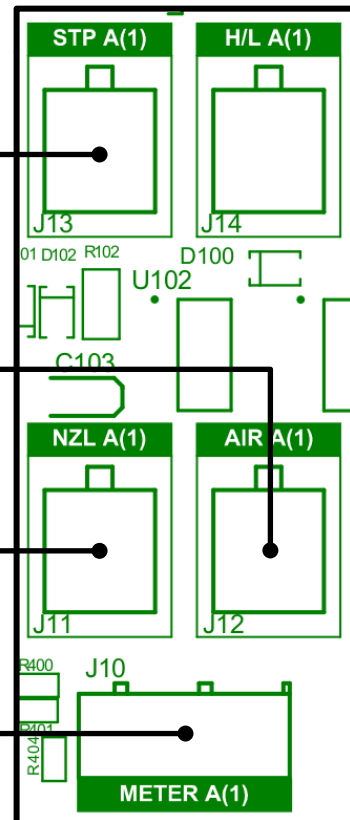 STP A(1)
H/L A(1)
J13
J14
01 D102 R102
D100
U102
C103
NZL A(1)
AIR A(1)
J11
J12
R400
J10
R401
R404
METER A(1)